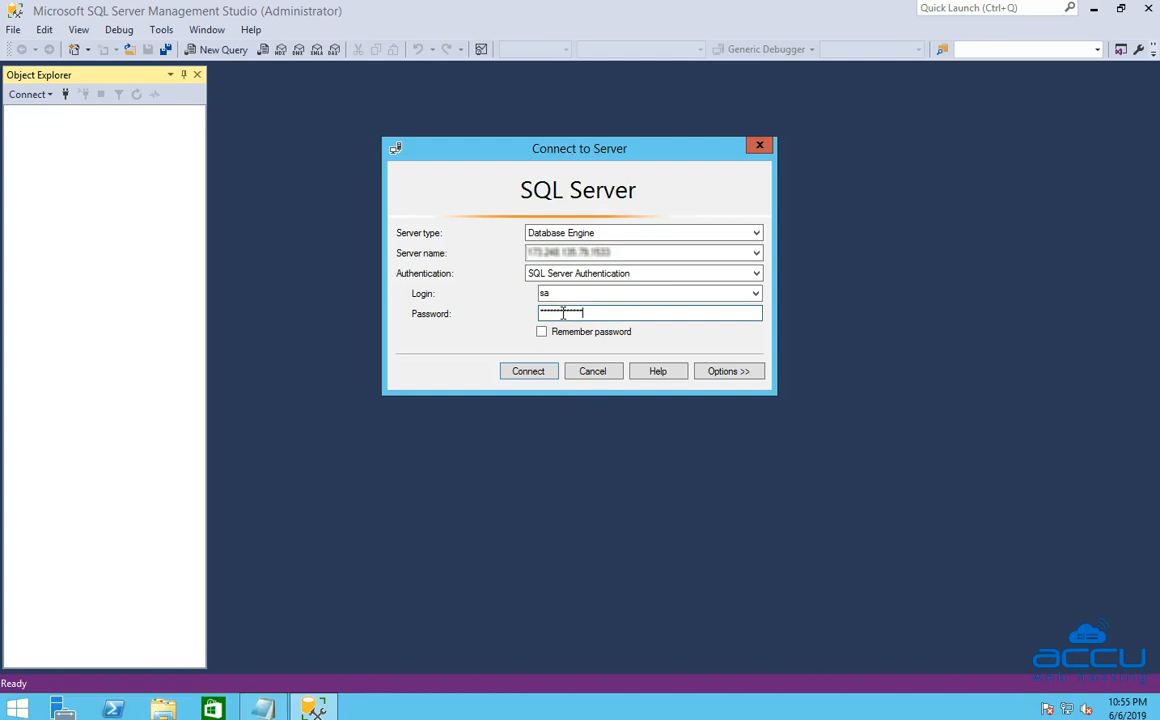 Microsoft SQL Server Management Studio (Administrator)
Quick Launch (Ctrl+Q)
File Edit View Debug Tools Window Help
New Query
Generic Debugger
Object Explorer
Connect
Connect to Server
SQL Server
Server type: Database Engine
Server name:
Authentication: SQL Server Authentication
Login: sa
Password:
Remember password
Connect Cancel Help Options >>
accu
web hosting
Ready
10:55 PM
6/6/2019